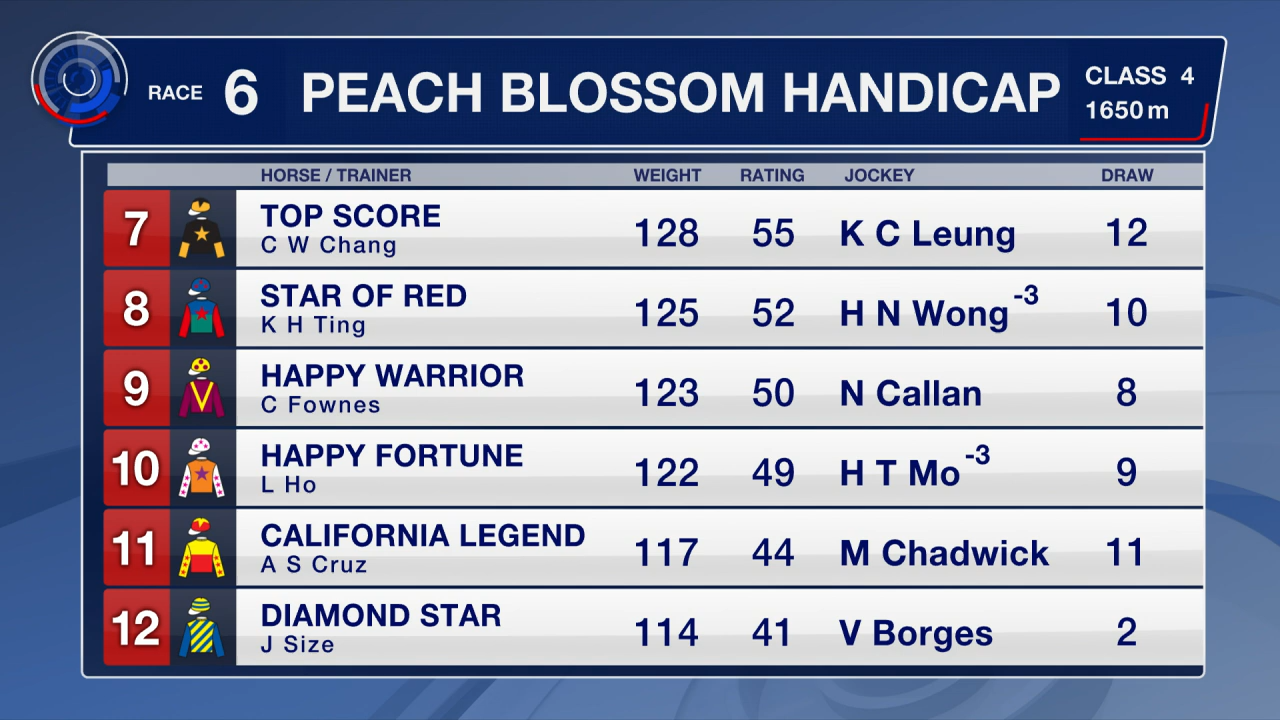 RACE 6 PEACH BLOSSOM HANDICAP CLASS 4
1650m
HORSE / TRAINER WEIGHT RATING JOCKEY DRAW
7 TOP SCORE 128 55 K C Leung 12
C W Chang
8 STAR OF RED 125 52 H N Wong -3 10
K H Ting
9 HAPPY WARRIOR 123 50 N Callan 8
C Fownes
10 HAPPY FORTUNE 122 49 H T Mo -3 9
L Ho
11 CALIFORNIA LEGEND 117 44 M Chadwick 11
A S Cruz
12 DIAMOND STAR 114 41 V Borges 2
J Size